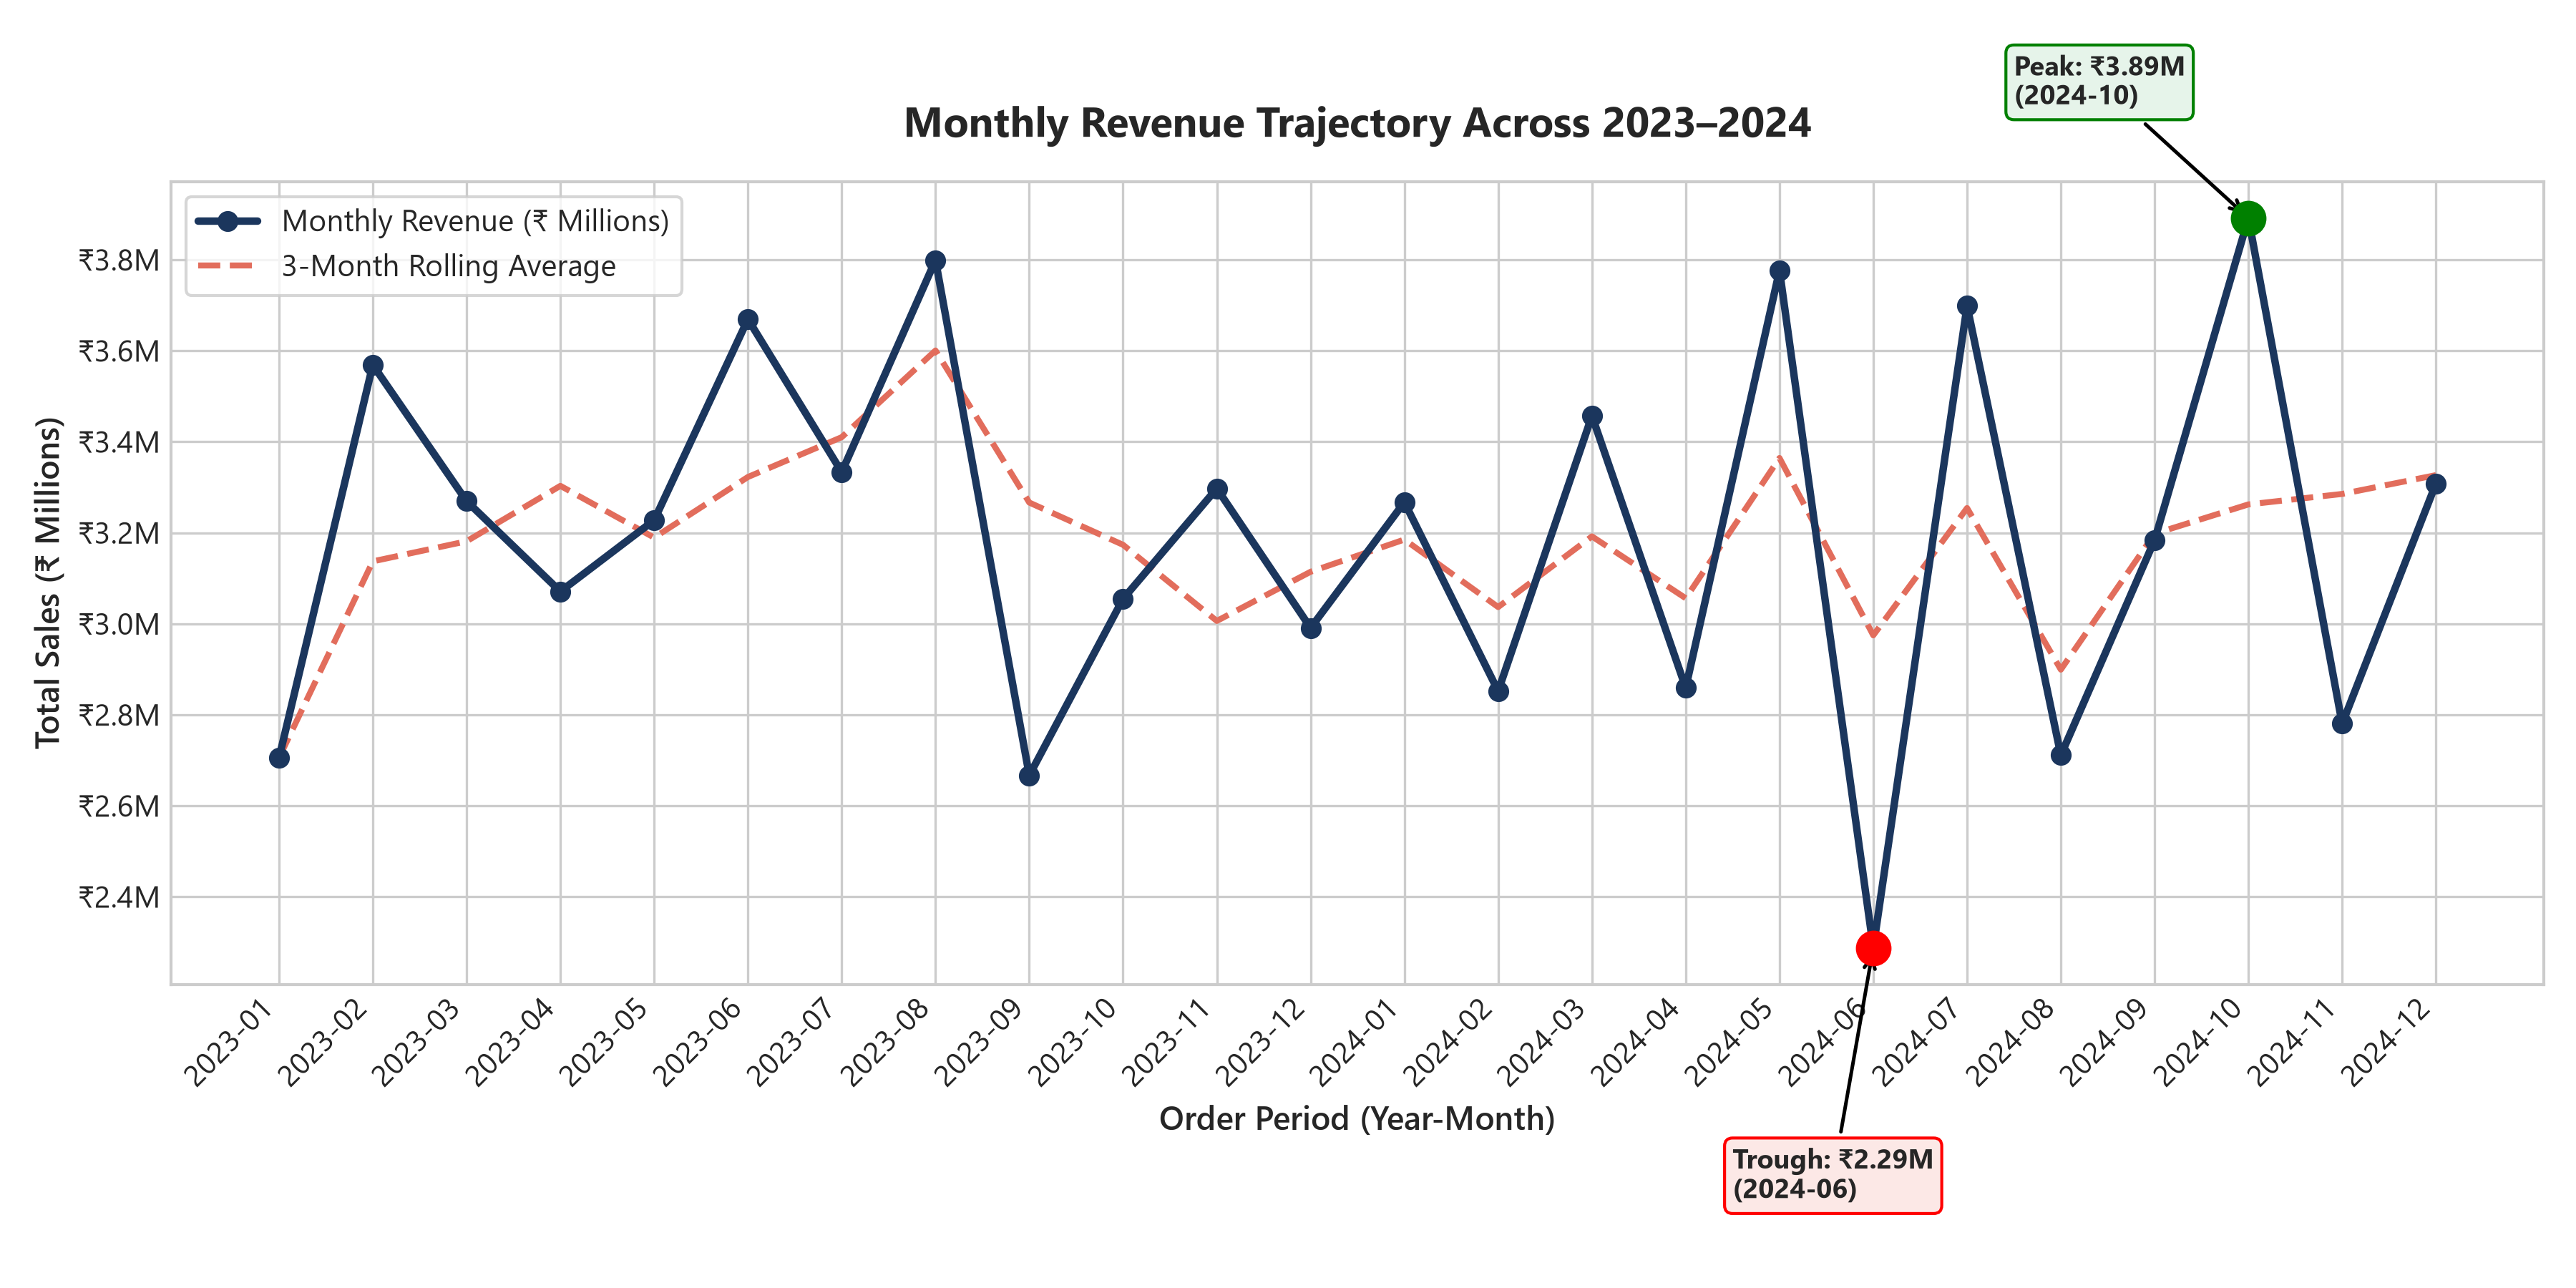 Peak: ₹3.89M
(2024-10)
Monthly Revenue Trajectory Across 2023–2024
Monthly Revenue (₹ Millions)
3-Month Rolling Average
Total Sales (₹ Millions)
₹3.8M
₹3.6M
₹3.4M
₹3.2M
₹3.0M
₹2.8M
₹2.6M
₹2.4M
2023-01
2023-02
2023-03
2023-04
2023-05
2023-06
2023-07
2023-08
2023-09
2023-10
2023-11
2023-12
2024-01
2024-02
2024-03
2024-04
2024-05
2024-06
2024-07
2024-08
2024-09
2024-10
2024-11
2024-12
Order Period (Year-Month)
Trough: ₹2.29M
(2024-06)